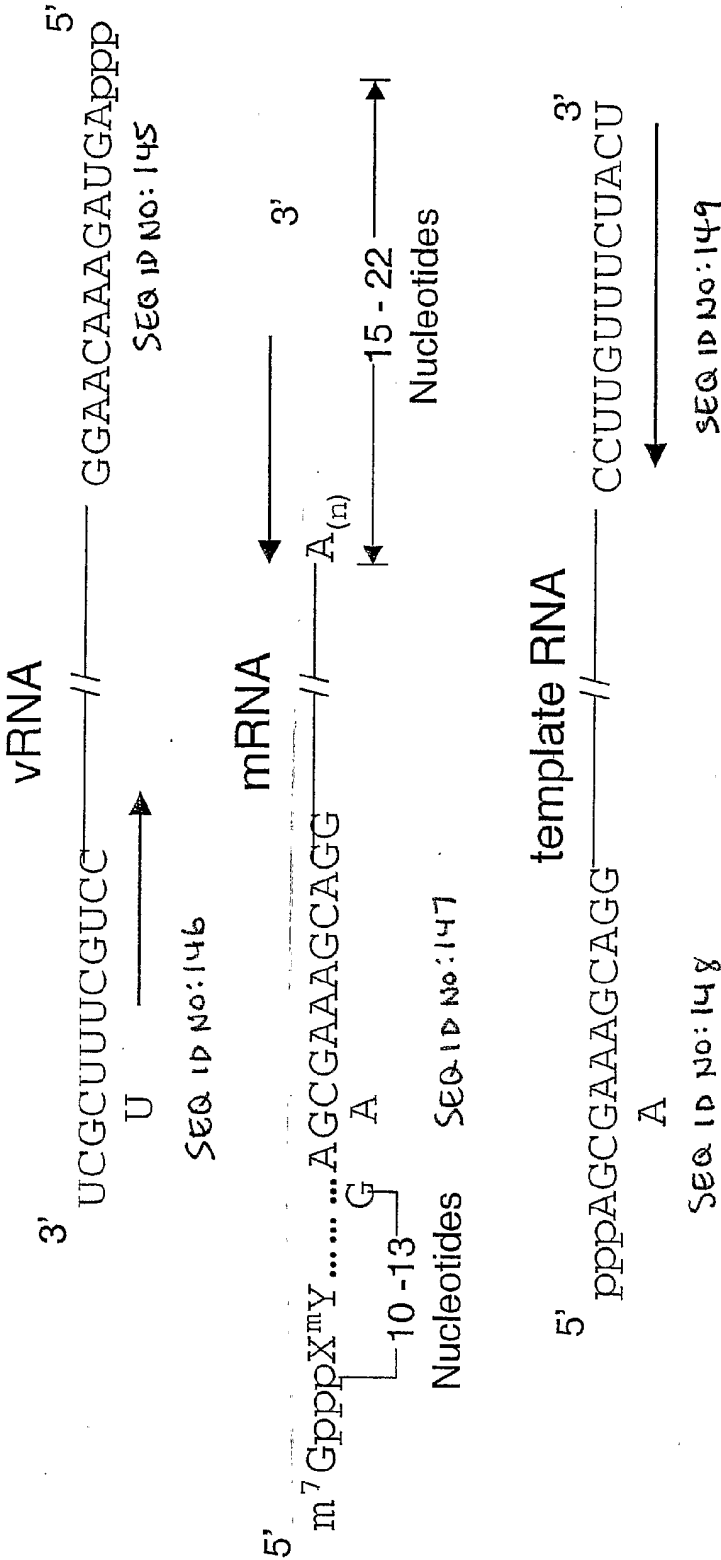 vRNA
3' 5'
UCGCUUUCGUCC GGAACAAAGAUGAppp
U
SEQ ID NO:146 SEQ ID NO:145
mRNA
5' 3'
m⁷GpppXᵐY.......AGCGAAAGCAGG A(n)
G A
10 -13
Nucleotides
SEQ ID NO:147
15 - 22
Nucleotides
template RNA
5' 3'
pppAGCGAAAGCAGG CCUUGUUUCUACU
A
SEQ ID NO:148 SEQ ID NO:149